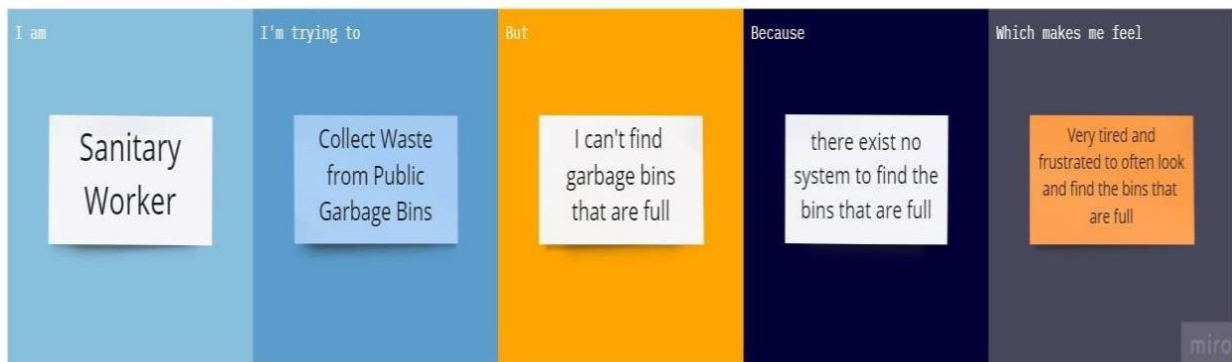 I am
Sanitary
Worker
I'm trying to
Collect Waste
from Public
Garbage Bins
But
I can't find
garbage bins
that are full
Because
there exist no
system to find the
bins that are full
Which makes me feel
Very tired and
frustrated to often look
and find the bins that
are full
miro